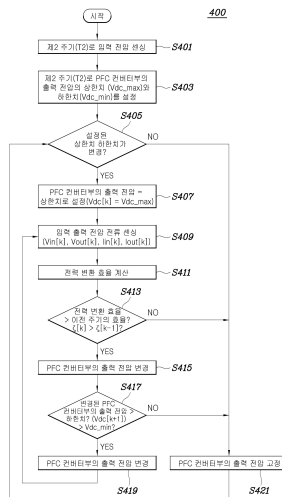 400
시작
제2 주기(T2)로 입력 전압 센싱
S401
제2 주기(T2)로 PFC 컨버터부의
출력 전압의 상한치 (Vdc_max)와
하한치(Vdc_min)를 설정
S403
S405
설정된
상한치 하한치가
변경?
NO
YES
PFC 컨버터부의 출력 전압 =
상한치로 설정(Vdc[k] = Vdc_max)
S407
입력 출력 전압 전류 센싱
(Vin[k], Vout[k], Iin[k], Iout[k])
S409
전력 변환 효율 계산
S411
S413
전력 변환 효율
> 이전 주기의 효율?
ζ[k] > ζ[k-1]?
NO
YES
PFC 컨버터부의 출력 전압 변경
S415
S417
변경된 PFC
컨버터부의 출력 전압 >
하한치? (Vdc[k+1])
> Vdc_min?
NO
YES
PFC 컨버터부의 출력 전압 변경
PFC 컨버터부의 출력 전압 고정
S419
S421